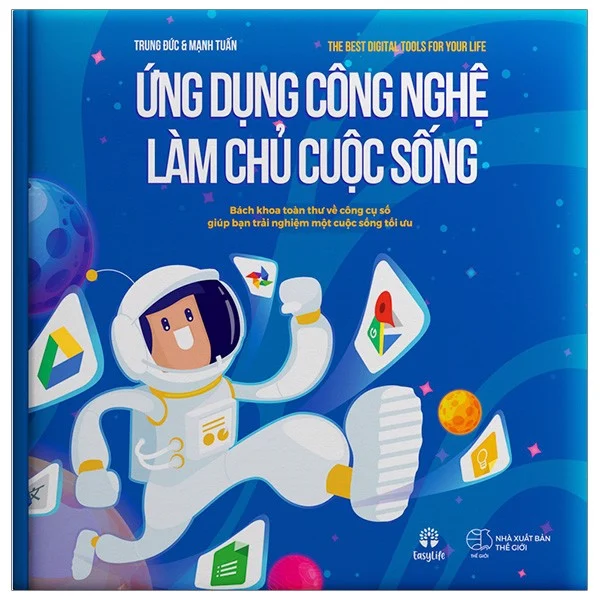 TRUNG ĐỨC & MẠNH TUẤN
THE BEST DIGITAL TOOLS FOR YOUR LIFE
ỨNG DỤNG CÔNG NGHỆ
LÀM CHỦ CUỘC SỐNG
Bách khoa toàn thư về công cụ số
giúp bạn trải nghiệm một cuộc sống tối ưu
G
EasyLife
THẾ GIỚI
NHÀ XUẤT BẢN
THẾ GIỚI